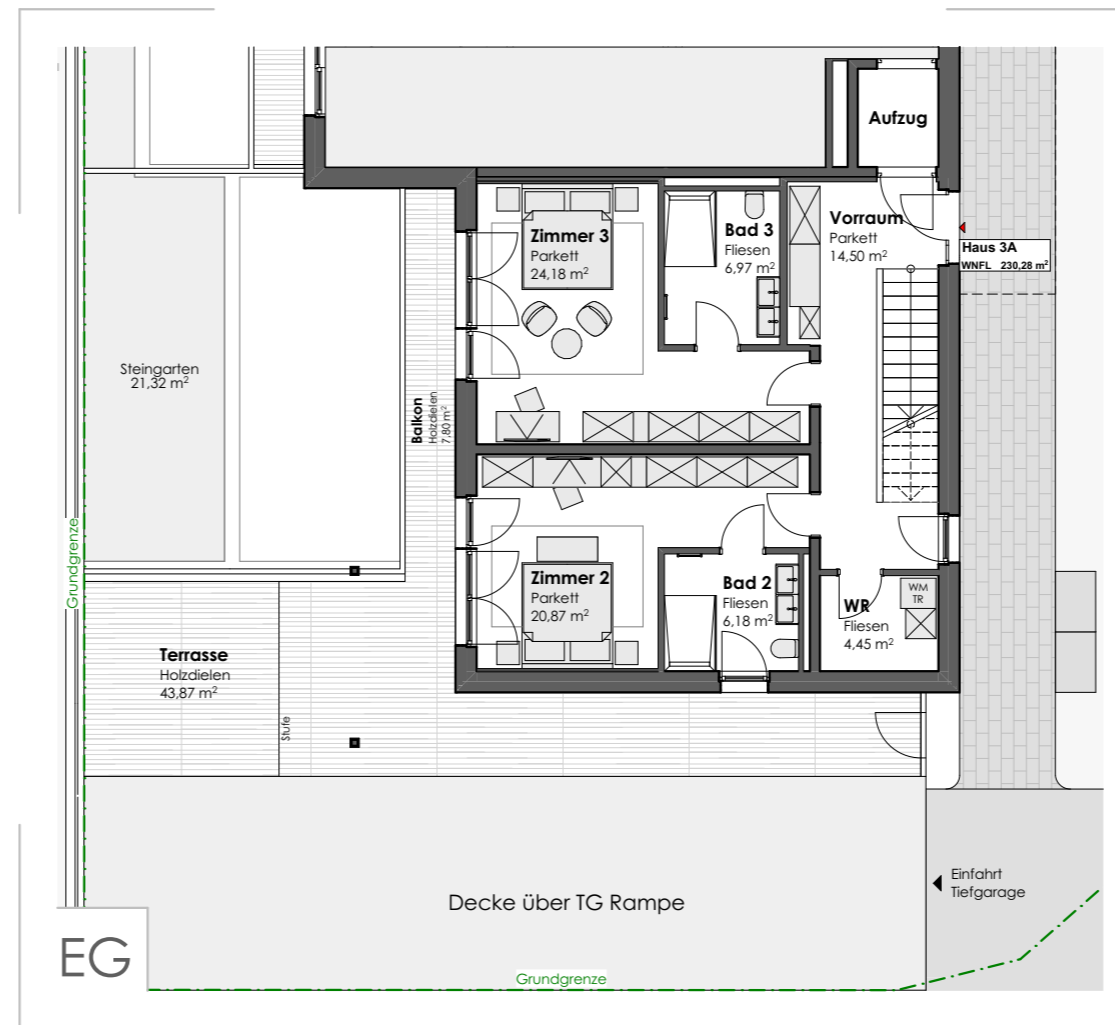 Aufzug
Zimmer 3
Parkett
24,18 m²
Bad 3
Fliesen
6,97 m²
Vorraum
Parkett
14,50 m²
Haus 3A
WNFL 230,28 m²
Steingarten
21,32 m²
Balkon
Holzdielen
7,80 m²
Grundgrenze
Zimmer 2
Parkett
20,87 m²
Bad 2
Fliesen
6,18 m²
WR
Fliesen
4,45 m²
WM
TR
Terrasse
Holzdielen
43,87 m²
Stufe
Einfahrt
Tiefgarage
Decke über TG Rampe
EG
Grundgrenze